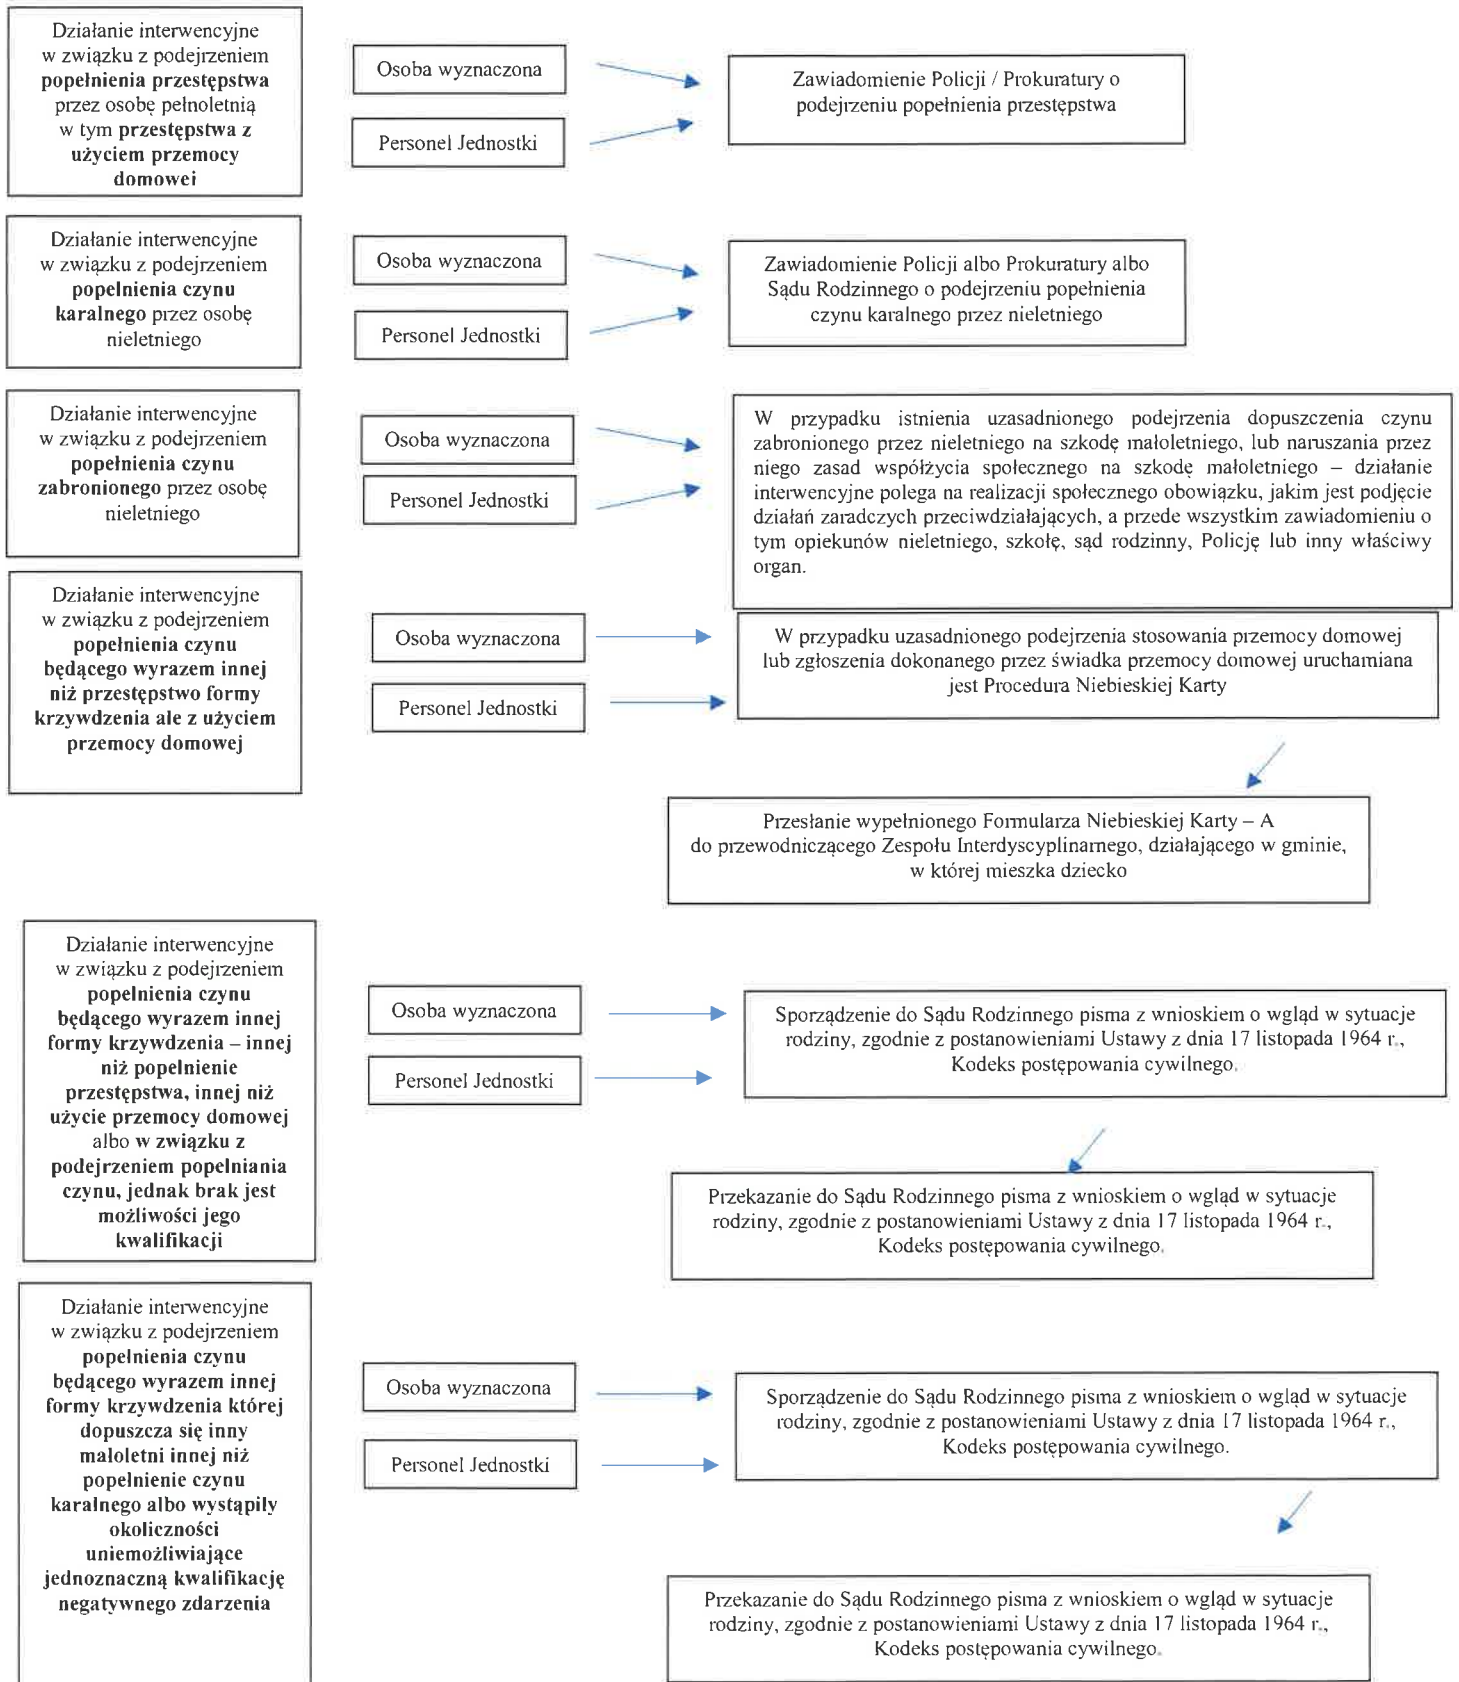 Działanie interwencyjne
w związku z podejrzeniem
popełnienia przestępstwa
przez osobę pełnoletnią
w tym przestępstwa z
użyciem przemocy
domowej
Osoba wyznaczona
Personel Jednostki
Zawiadomienie Policji / Prokuratury o
podejrzeniu popełnienia przestępstwa
Działanie interwencyjne
w związku z podejrzeniem
popełnienia czynu
karalnego przez osobę
nieletniego
Osoba wyznaczona
Personel Jednostki
Zawiadomienie Policji albo Prokuratury albo
Sądu Rodzinnego o podejrzeniu popełnienia
czynu karalnego przez nieletniego
Działanie interwencyjne
w związku z podejrzeniem
popełnienia czynu
zabronionego przez osobę
nieletniego
Osoba wyznaczona
Personel Jednostki
W przypadku istnienia uzasadnionego podejrzenia dopuszczenia czynu
zabronionego przez nieletniego na szkodę małoletniego, lub naruszania przez
niego zasad współżycia społecznego na szkodę małoletniego – działanie
interwencyjne polega na realizacji społecznego obowiązku, jakim jest podjęcie
działań zaradczych przeciwdziałających, a przede wszystkim zawiadomieniu o
tym opiekunów nieletniego, szkołę, sąd rodzinny, Policję lub inny właściwy
organ.
Działanie interwencyjne
w związku z podejrzeniem
popełnienia czynu
będącego wyrazem innej
niż przestępstwo formy
krzywdzenia ale z użyciem
przemocy domowej
Osoba wyznaczona
Personel Jednostki
W przypadku uzasadnionego podejrzenia stosowania przemocy domowej
lub zgłoszenia dokonanego przez świadka przemocy domowej uruchamiana
jest Procedura Niebieskiej Karty
Przesłanie wypełnionego Formularza Niebieskiej Karty – A
do przewodniczącego Zespołu Interdyscyplinarnego, działającego w gminie,
w której mieszka dziecko
Działanie interwencyjne
w związku z podejrzeniem
popełnienia czynu
będącego wyrazem innej
formy krzywdzenia – innej
niż popełnienie
przestępstwa, innej niż
użycie przemocy domowej
albo w związku z
podejrzeniem popełniania
czynu, jednak brak jest
możliwości jego
kwalifikacji
Osoba wyznaczona
Personel Jednostki
Sporządzenie do Sądu Rodzinnego pisma z wnioskiem o wgląd w sytuacje
rodziny, zgodnie z postanowieniami Ustawy z dnia 17 listopada 1964 r.,
Kodeks postępowania cywilnego.
Przekazanie do Sądu Rodzinnego pisma z wnioskiem o wgląd w sytuacje
rodziny, zgodnie z postanowieniami Ustawy z dnia 17 listopada 1964 r.,
Kodeks postępowania cywilnego.
Działanie interwencyjne
w związku z podejrzeniem
popełnienia czynu
będącego wyrazem innej
formy krzywdzenia której
dopuszcza się inny
małoletni innej niż
popełnienie czynu
karalnego albo wystąpiły
okoliczności
uniemożliwiające
jednoznaczną kwalifikację
negatywnego zdarzenia
Osoba wyznaczona
Personel Jednostki
Sporządzenie do Sądu Rodzinnego pisma z wnioskiem o wgląd w sytuacje
rodziny, zgodnie z postanowieniami Ustawy z dnia 17 listopada 1964 r.,
Kodeks postępowania cywilnego.
Przekazanie do Sądu Rodzinnego pisma z wnioskiem o wgląd w sytuacje
rodziny, zgodnie z postanowieniami Ustawy z dnia 17 listopada 1964 r.,
Kodeks postępowania cywilnego.